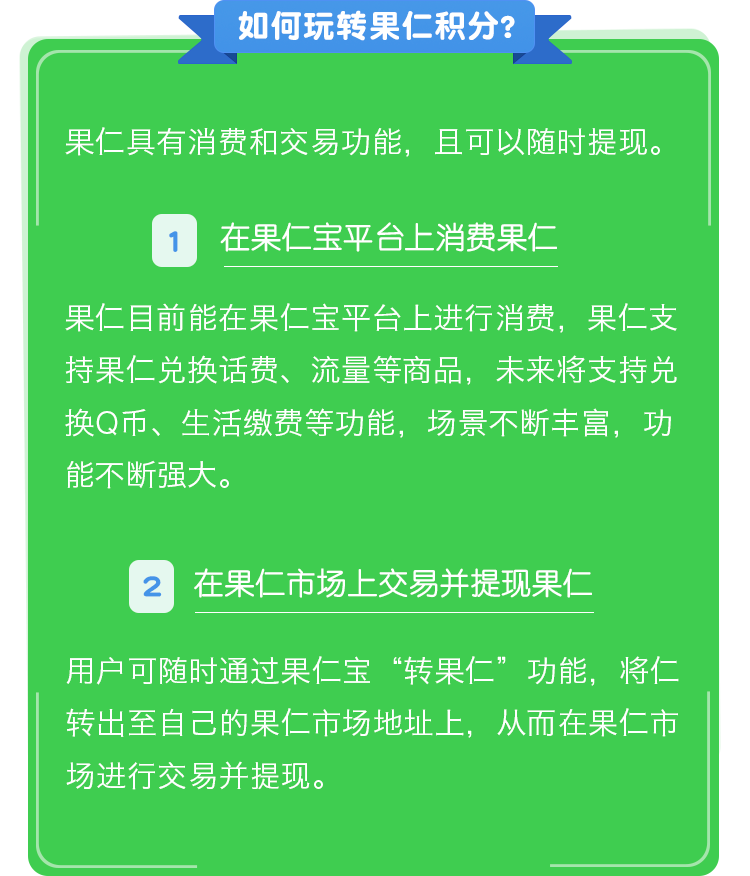 如何玩转果仁积分?
果仁具有消费和交易功能，且可以随时提现。
1 在果仁宝平台上消费果仁
果仁目前能在果仁宝平台上进行消费，果仁支
持果仁兑换话费、流量等商品，未来将支持兑
换Q币、生活缴费等功能，场景不断丰富，功
能不断强大。
2 在果仁市场上交易并提现果仁
用户可随时通过果仁宝“转果仁”功能，将仁
转出至自己的果仁市场地址上，从而在果仁市
场进行交易并提现。